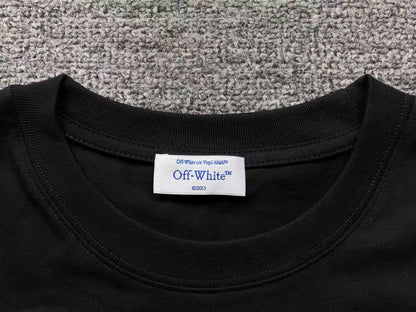 Off-White c/o Virgil Abloh™
Off-White™
©2013